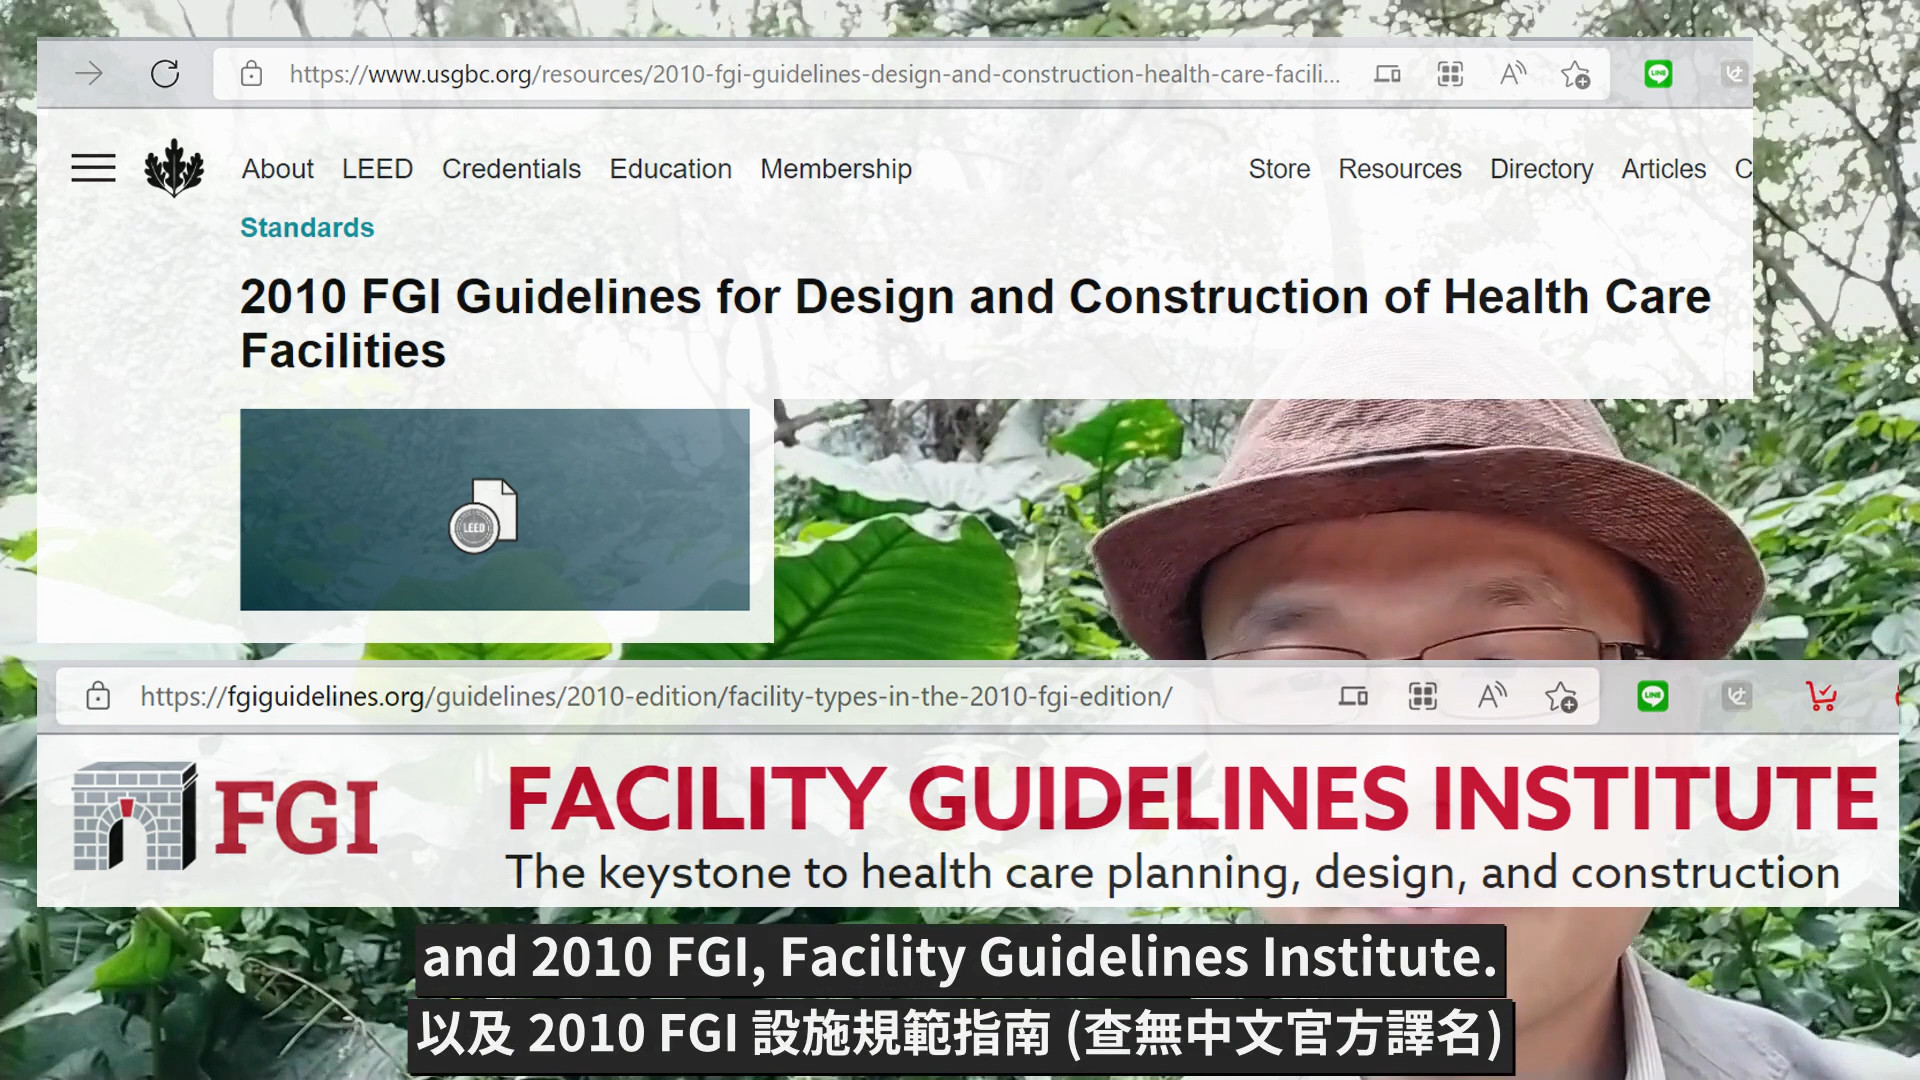 https://www.usgbc.org/resources/2010-fgi-guidelines-design-and-construction-health-care-facili...
About LEED Credentials Education Membership Store Resources Directory Articles C
Standards
2010 FGI Guidelines for Design and Construction of Health Care
Facilities
LEED
https://fgiguidelines.org/guidelines/2010-edition/facility-types-in-the-2010-fgi-edition/
FGI
FACILITY GUIDELINES INSTITUTE
The keystone to health care planning, design, and construction
and 2010 FGI, Facility Guidelines Institute.
以及 2010 FGI 設施規範指南 (查無中文官方譯名)